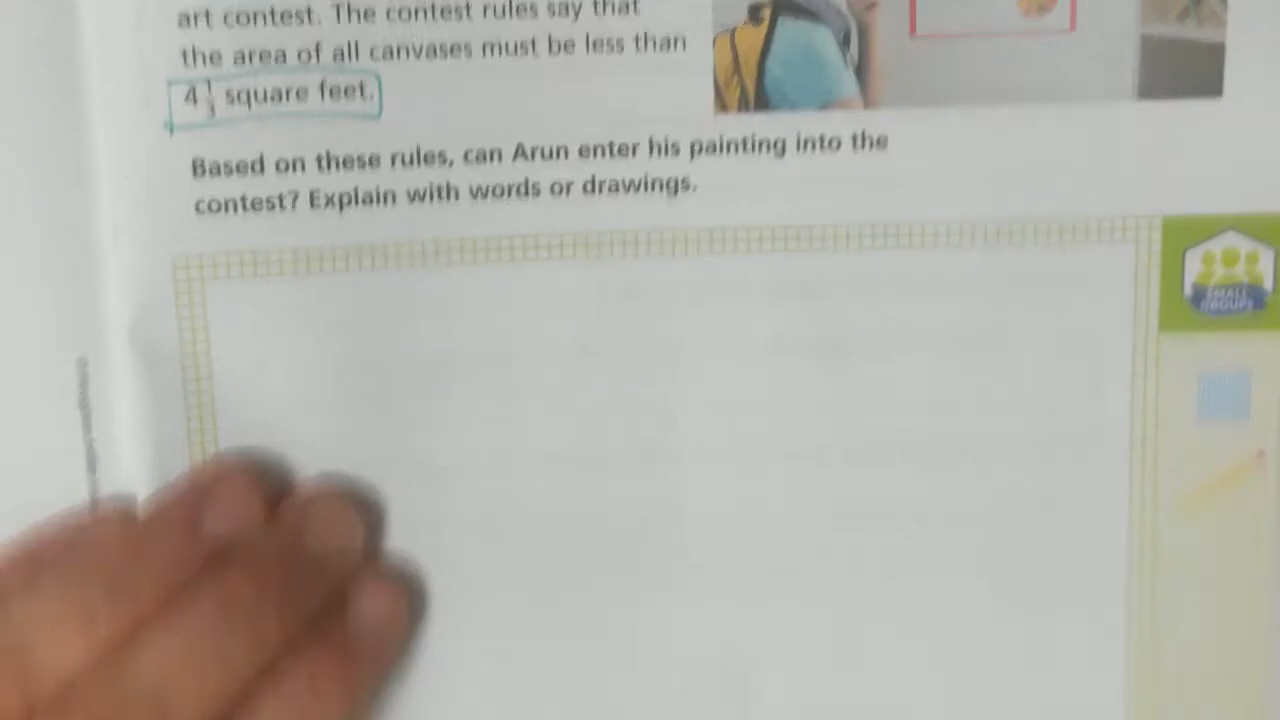 art contest. The contest rules say that
the area of all canvases must be less than
4 1/3 square feet.
Based on these rules, can Arun enter his painting into the
contest? Explain with words or drawings.
SMALL
GROUPS